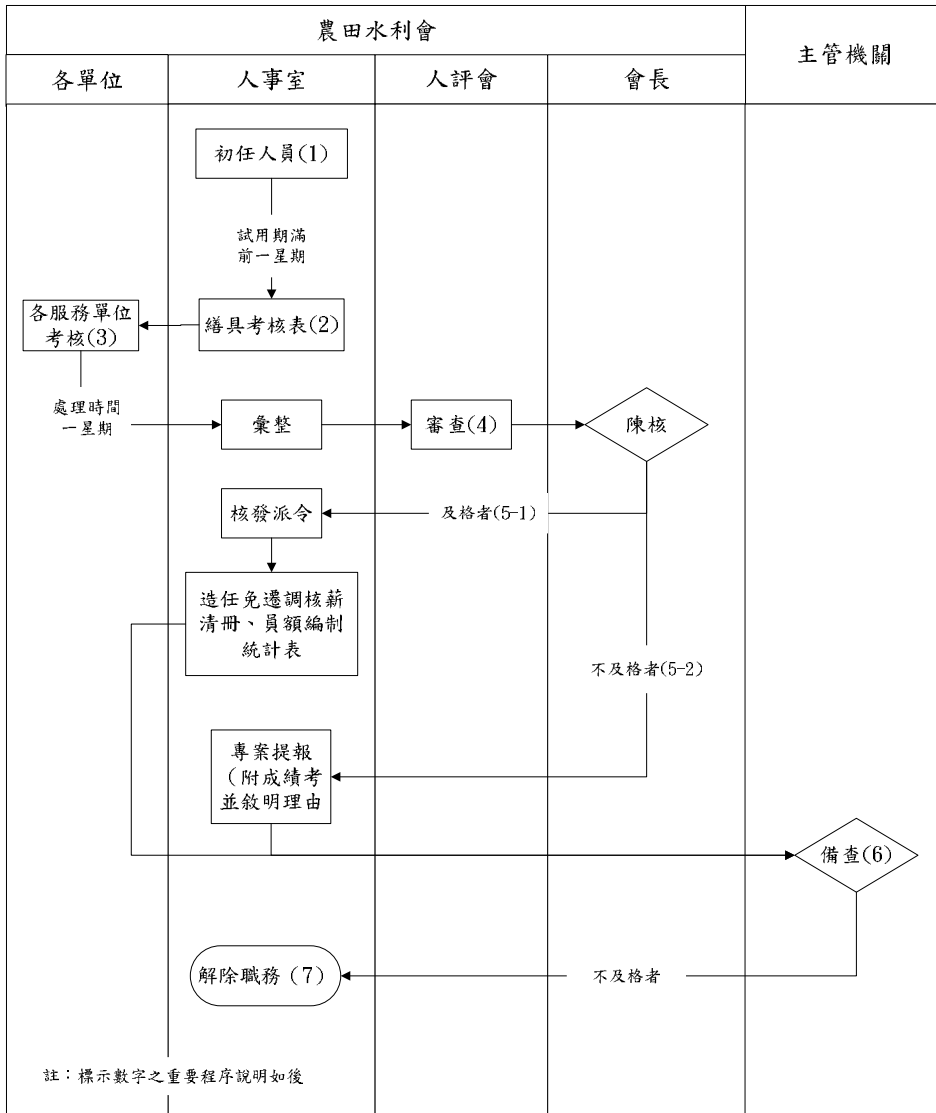 農田水利會
主管機關
各單位
人事室
人評會
會長
初任人員(1)
試用期滿
前一星期
各服務單位
考核(3)
繕具考核表(2)
處理時間
一星期
彙整
審查(4)
陳核
核發派令
及格者(5-1)
造任免遷調核薪
清冊、員額編制
統計表
不及格者(5-2)
專案提報
(附成績考
並敘明理由
備查(6)
解除職務(7)
不及格者
註：標示數字之重要程序說明如後